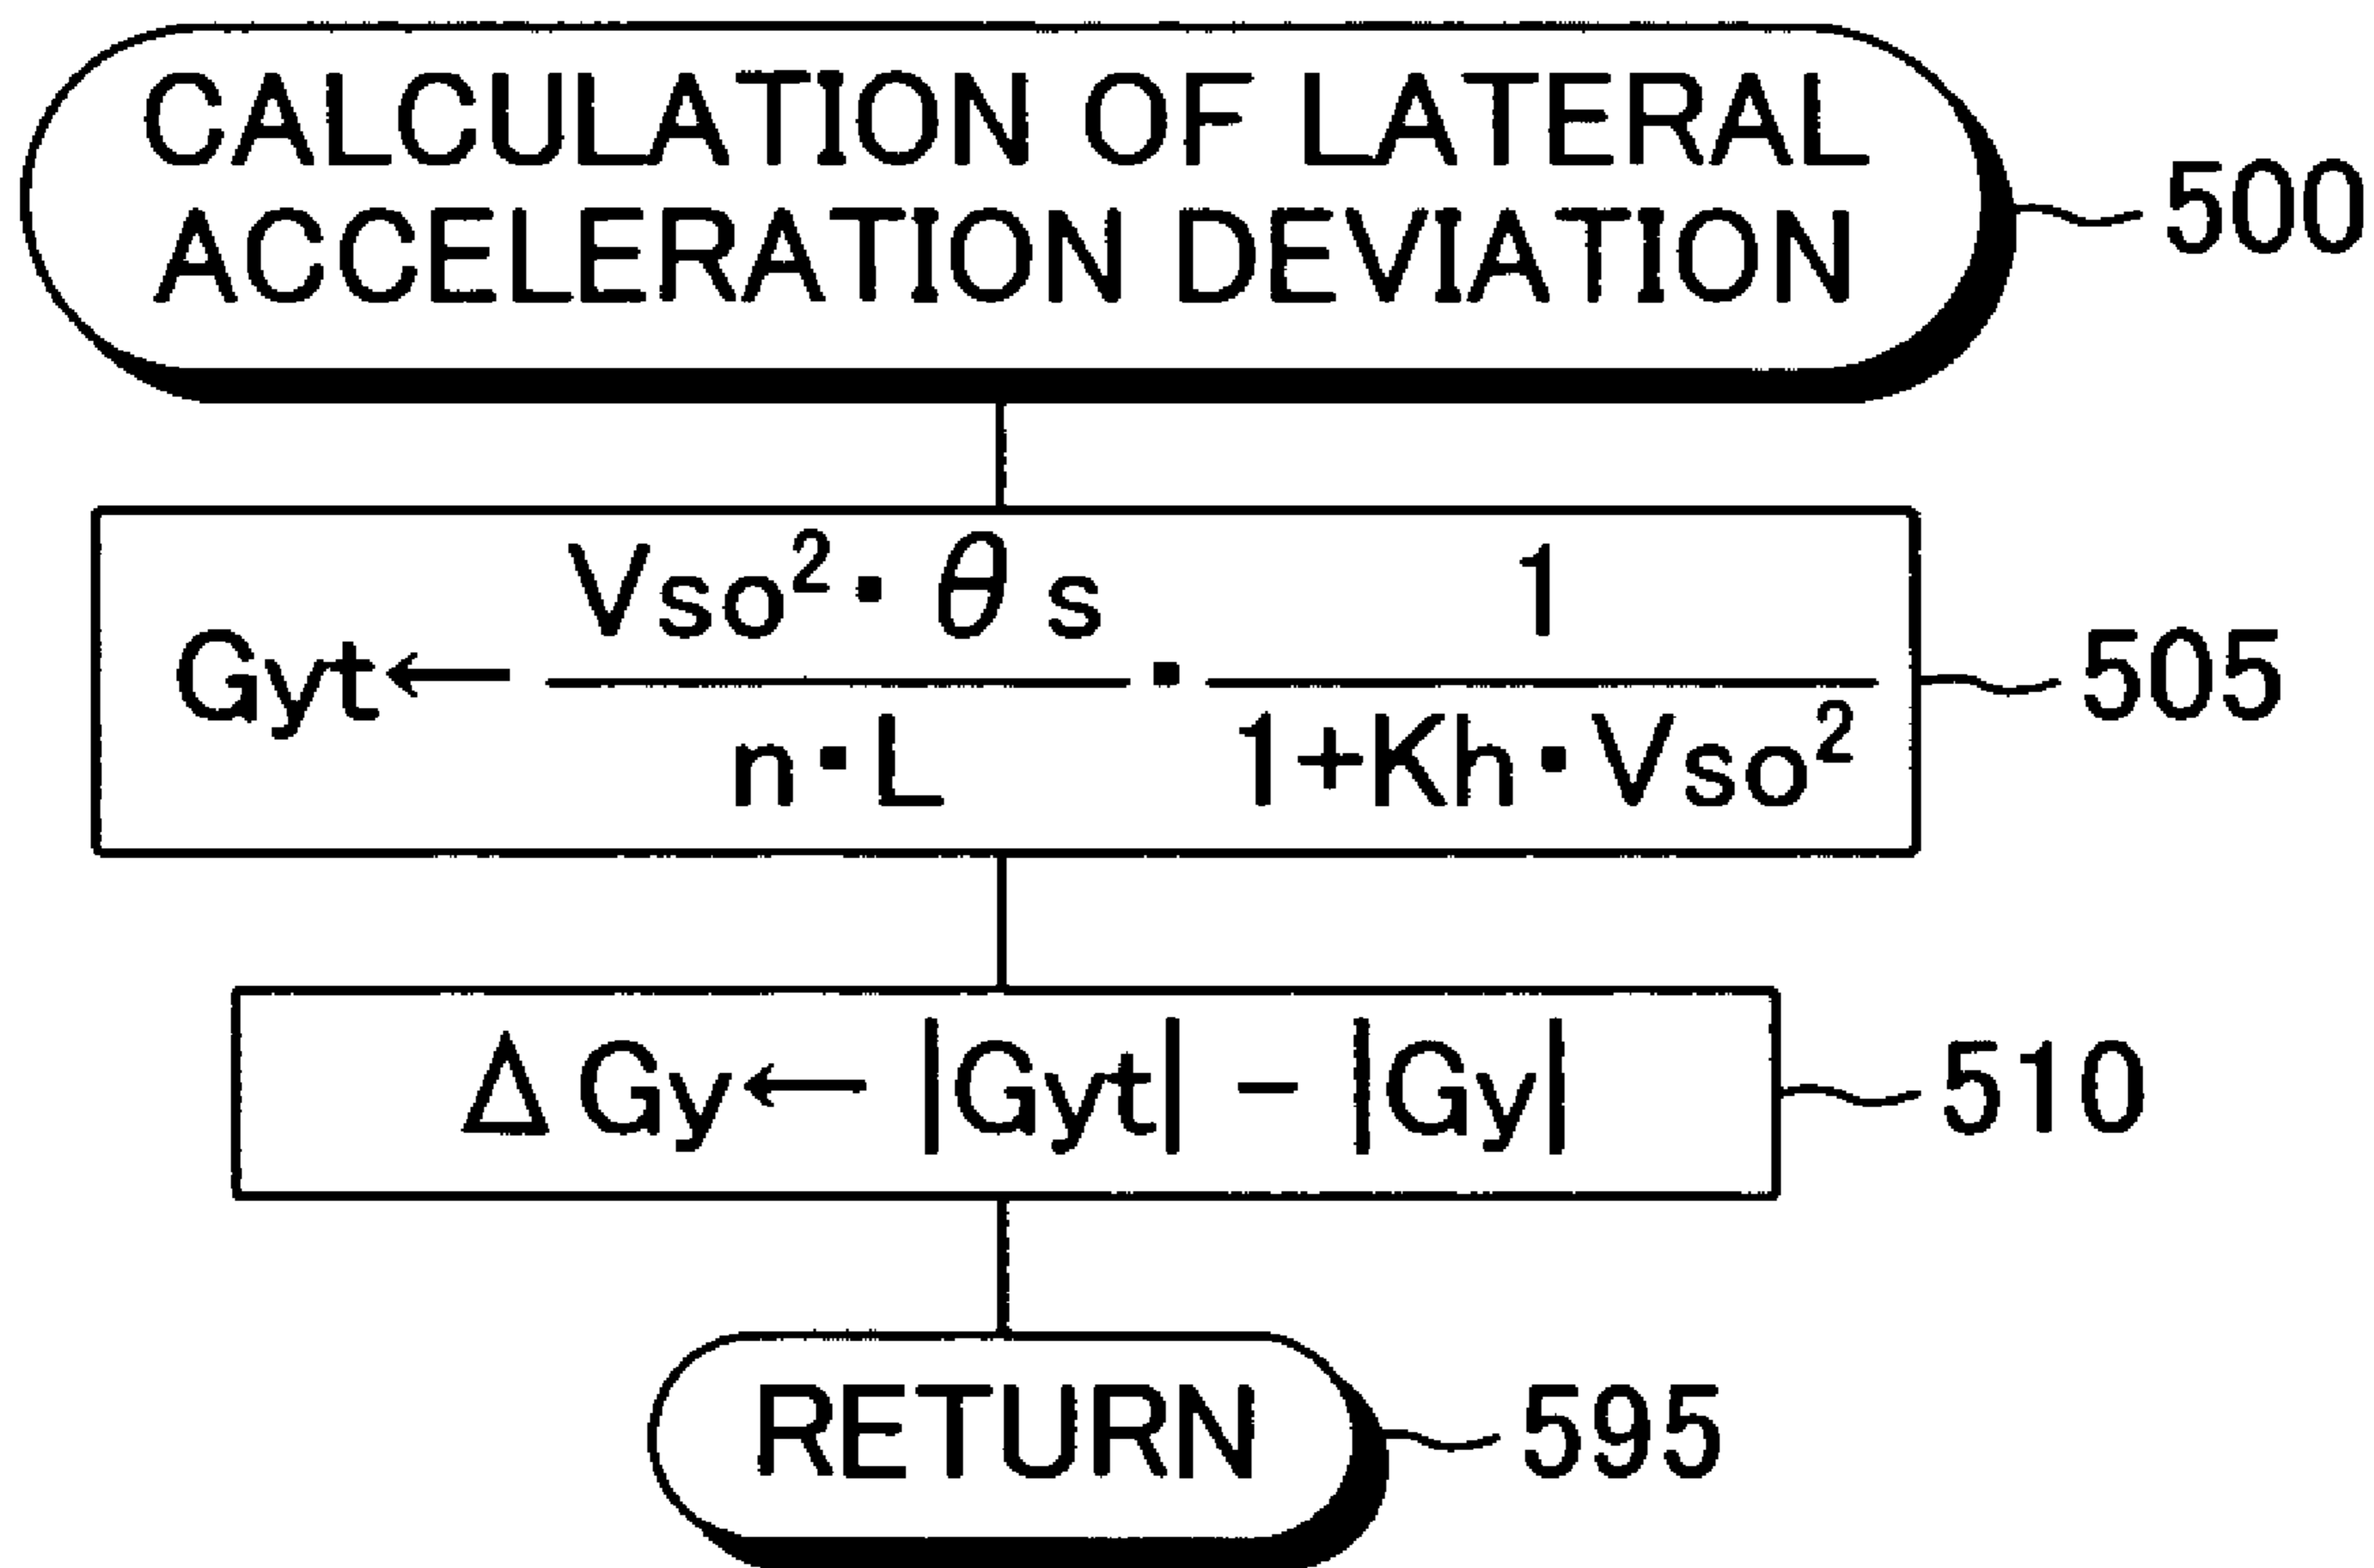 CALCULATION OF LATERAL
ACCELERATION DEVIATION
500
Gyt← Vso²·θs / n·L · 1 / 1+Kh·Vso²
505
ΔGy← |Gyt| − |Gy|
510
RETURN
595